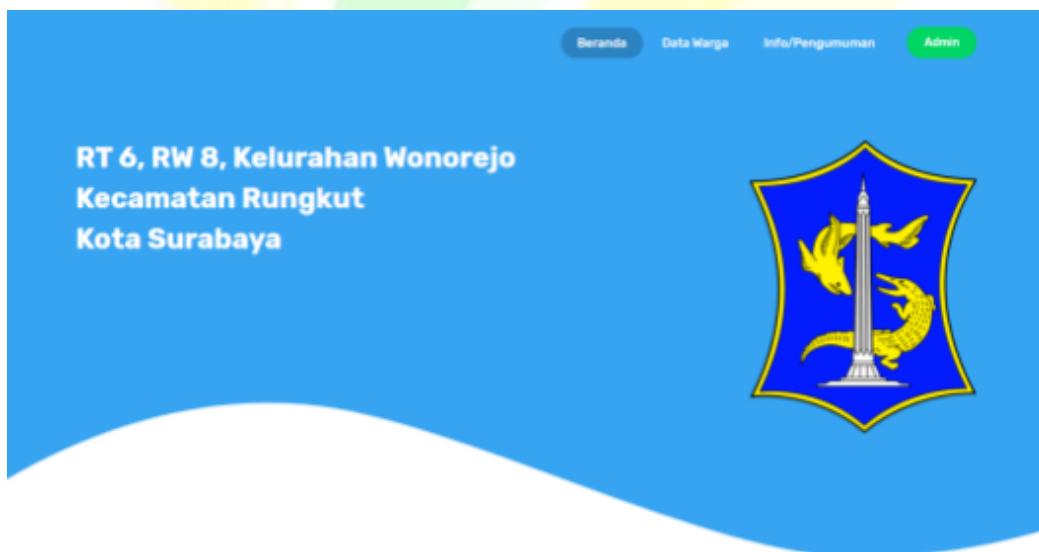 Beranda Data Warga Info/Pengumuman Admin
RT 6, RW 8, Kelurahan Wonorejo
Kecamatan Rungkut
Kota Surabaya